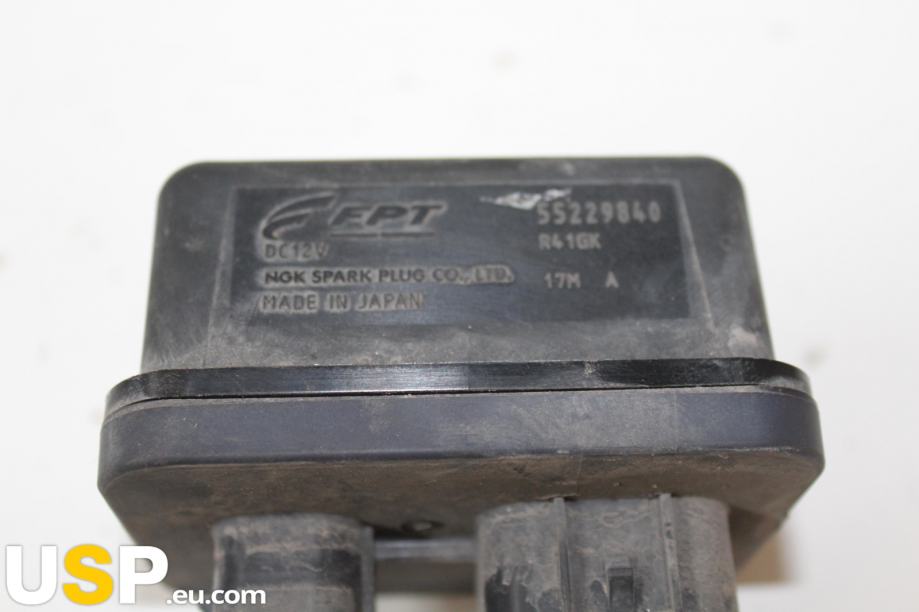 FPT 55229840
DC12V R41GK
NGK SPARK PLUG CO., LTD. 17M A
MADE IN JAPAN
USP.eu.com